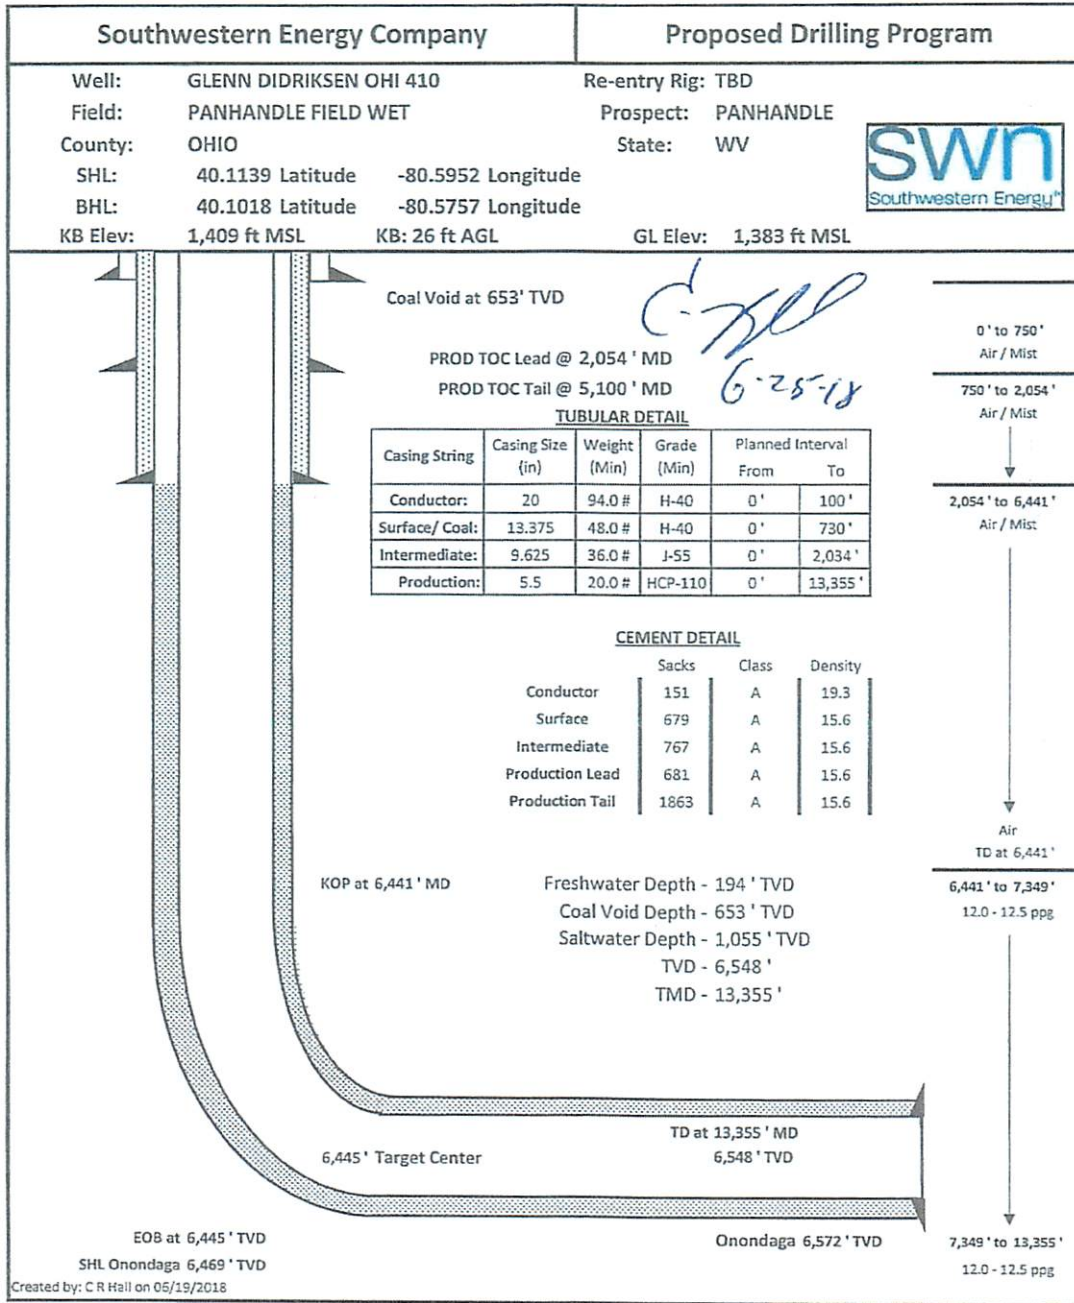 Southwestern Energy Company
Proposed Drilling Program
Well: GLENN DIDRIKSEN OHI 410
Re-entry Rig: TBD
Field: PANHANDLE FIELD WET
Prospect: PANHANDLE
County: OHIO
State: WV
SHL: 40.1139 Latitude -80.5952 Longitude
BHL: 40.1018 Latitude -80.5757 Longitude
KB Elev: 1,409 ft MSL KB: 26 ft AGL GL Elev: 1,383 ft MSL
swn
Southwestern Energy
Coal Void at 653' TVD
PROD TOC Lead @ 2,054 ' MD
PROD TOC Tail @ 5,100 ' MD
6-25-18
0 ' to 750 '
Air / Mist
750 ' to 2,054 '
Air / Mist
TUBULAR DETAIL
Casing String Casing Size (in) Weight (Min) Grade (Min) Planned Interval
From To
Conductor: 20 94.0 # H-40 0 ' 100 '
Surface/ Coal: 13.375 48.0 # H-40 0 ' 730 '
Intermediate: 9.625 36.0 # J-55 0 ' 2,034 '
Production: 5.5 20.0 # HCP-110 0 ' 13,355 '
2,054 ' to 6,441 '
Air / Mist
CEMENT DETAIL
Sacks Class Density
Conductor 151 A 19.3
Surface 679 A 15.6
Intermediate 767 A 15.6
Production Lead 681 A 15.6
Production Tail 1863 A 15.6
Air
TD at 6,441 '
KOP at 6,441 ' MD
Freshwater Depth - 194 ' TVD
Coal Void Depth - 653 ' TVD
Saltwater Depth - 1,055 ' TVD
TVD - 6,548 '
TMD - 13,355 '
6,441 ' to 7,349 '
12.0 - 12.5 ppg
TD at 13,355 ' MD
6,548 ' TVD
6,445 ' Target Center
EOB at 6,445 ' TVD
SHL Onondaga 6,469 ' TVD
Onondaga 6,572 ' TVD
7,349 ' to 13,355 '
12.0 - 12.5 ppg
Created by: C R Hall on 06/19/2018